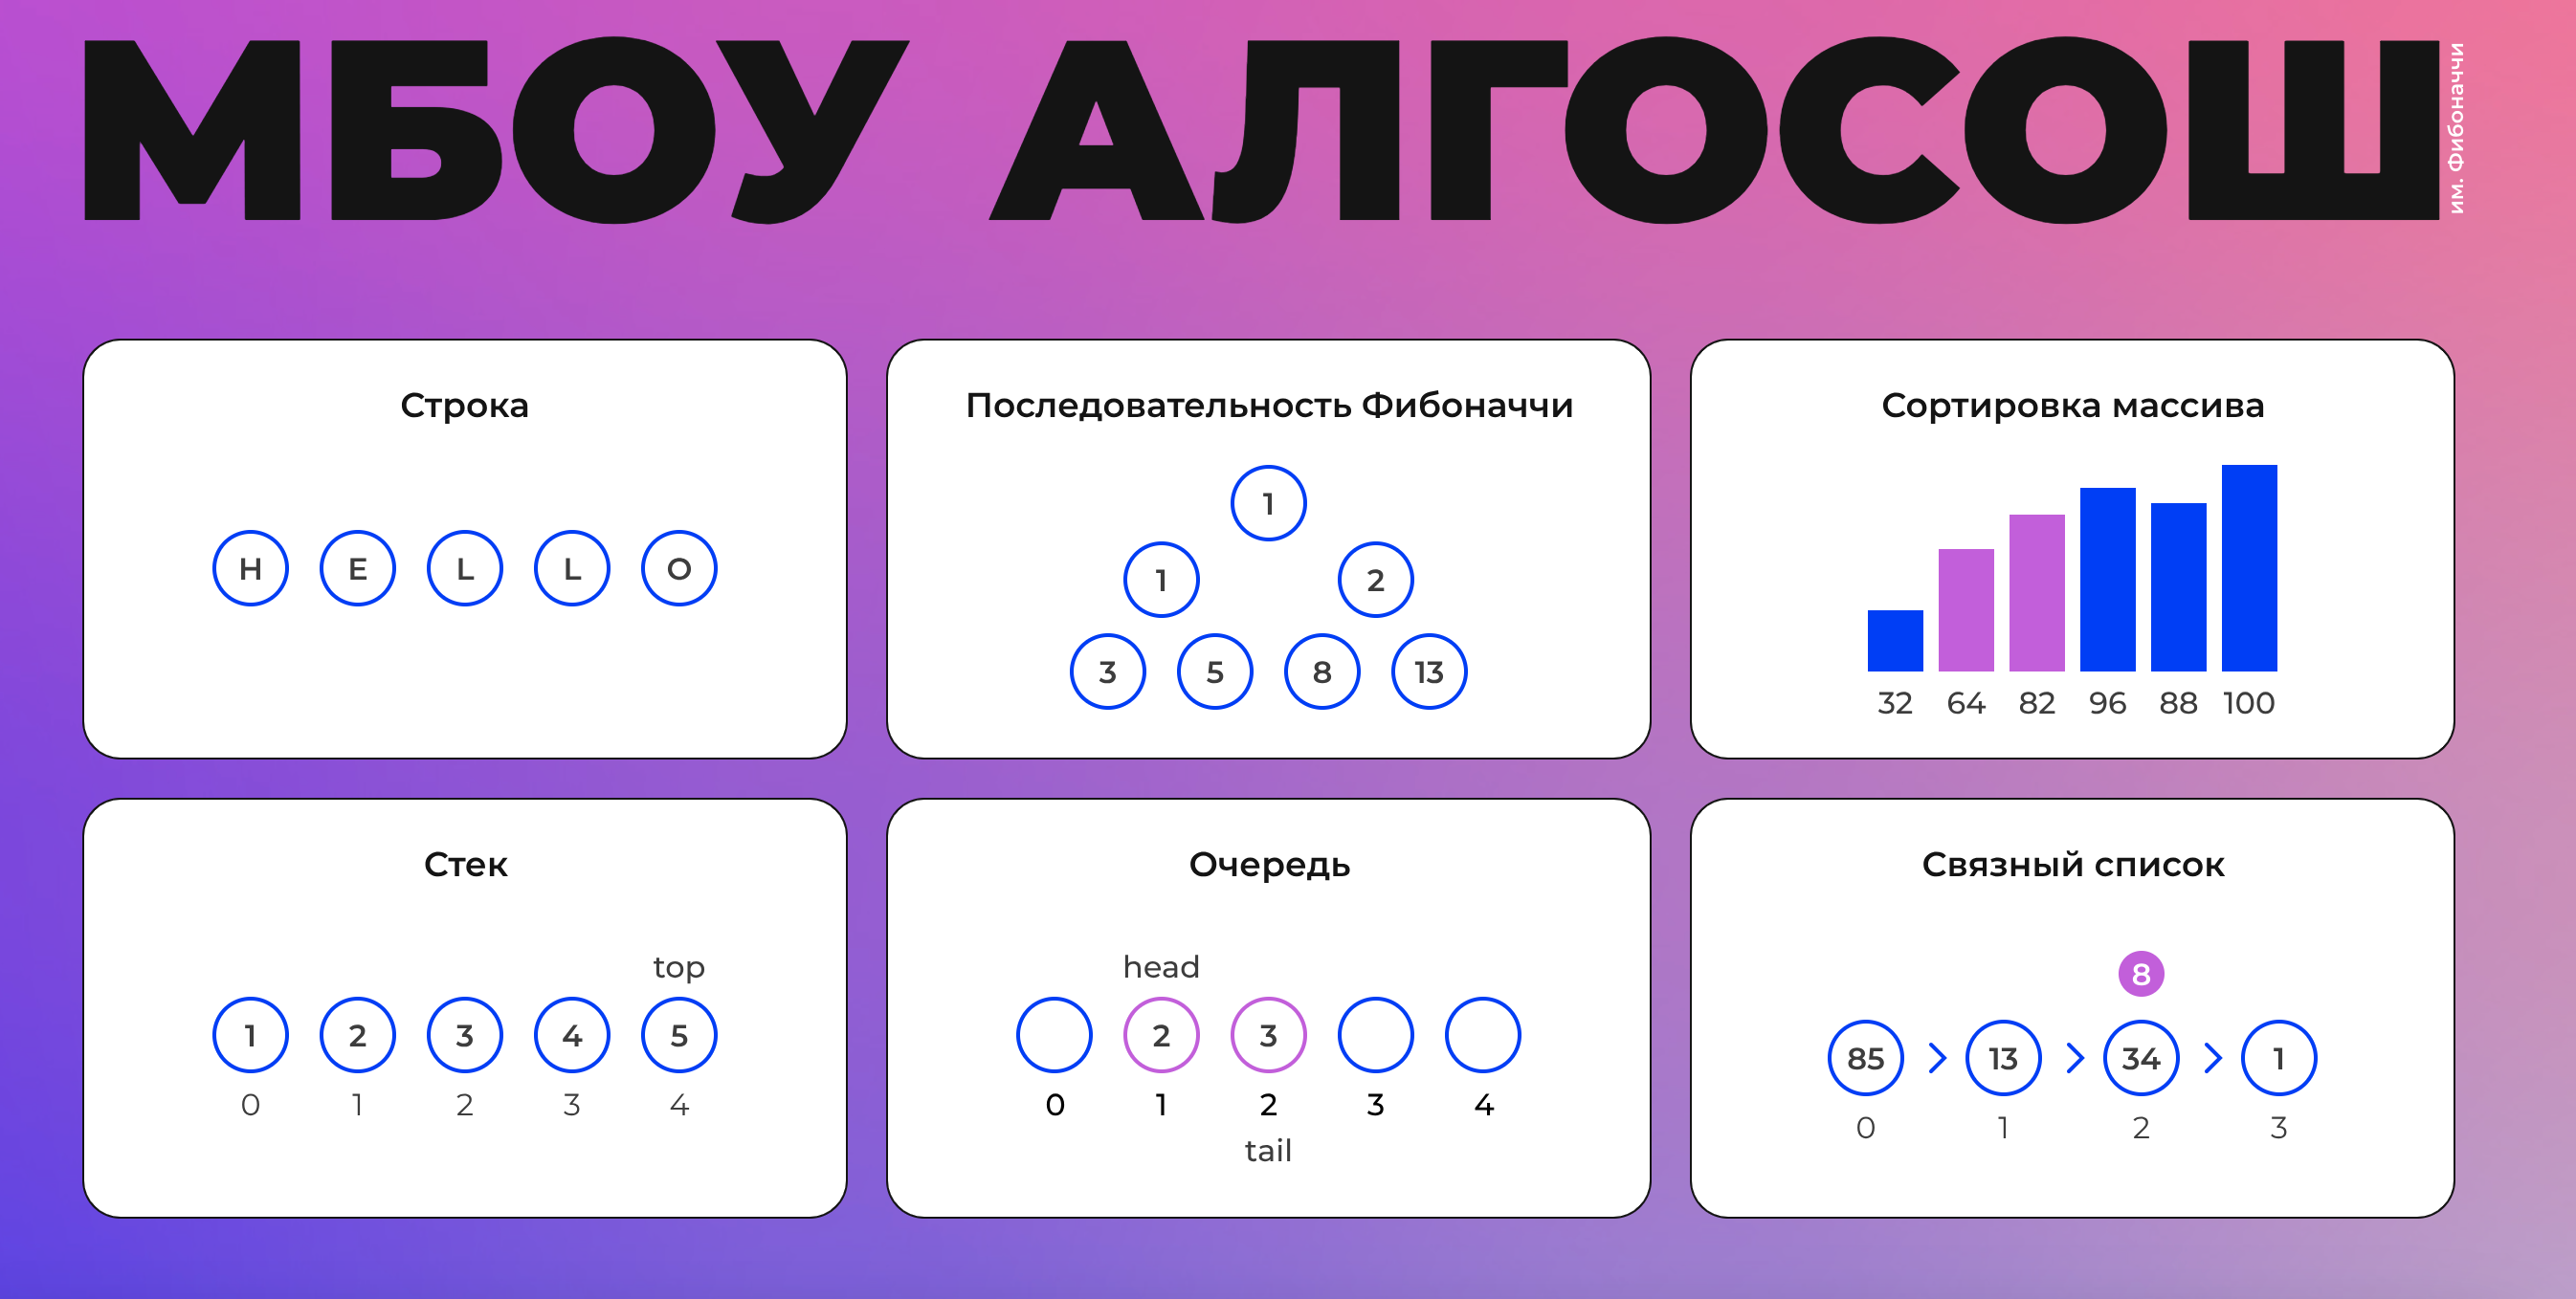 МБОУ АЛГОСОШ
им. Фибоначчи
Строка
H E L L O
Последовательность Фибоначчи
1
1 2
3 5 8 13
Сортировка массива
32 64 82 96 88 100
Стек
top
1 2 3 4 5
0 1 2 3 4
Очередь
head
2 3
0 1 2 3 4
tail
Связный список
8
85 > 13 > 34 > 1
0 1 2 3